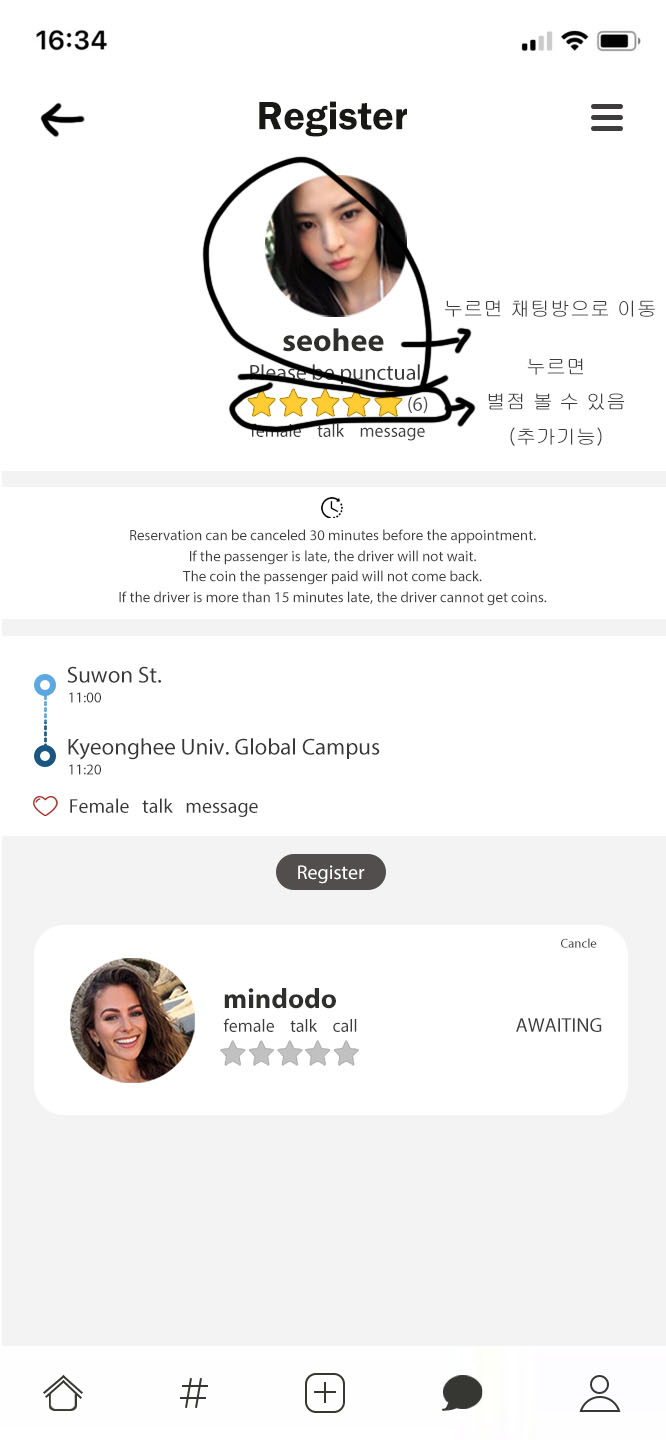 16:34
Register
누르면 채팅방으로 이동
seohee
누르면
Please be punctual
별점 볼 수 있음
(6)
(추가기능)
female talk message
Reservation can be canceled 30 minutes before the appointment.
If the passenger is late, the driver will not wait.
The coin the passenger paid will not come back.
If the driver is more than 15 minutes late, the driver cannot get coins.
Suwon St.
11:00
Kyeonghee Univ. Global Campus
11:20
Female talk message
Register
Cancle
mindodo
female talk call
AWAITING